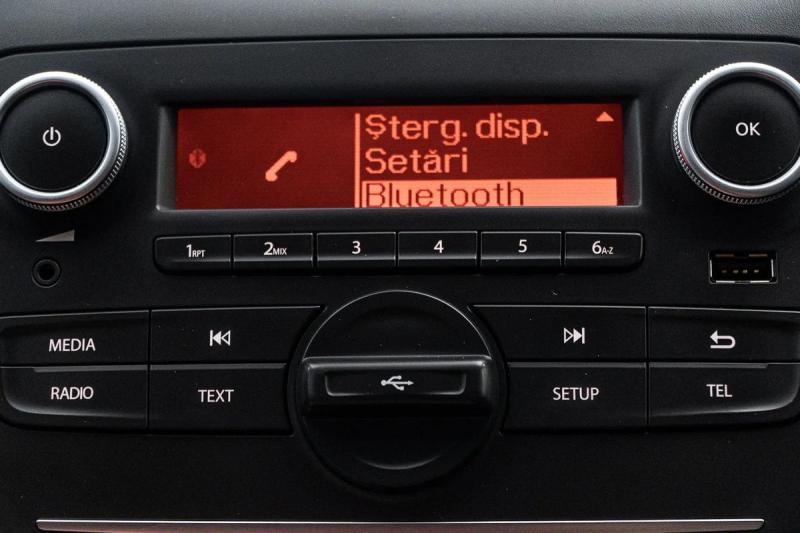 Șterg. disp.
Setări
Bluetooth
OK
1RPT 2MIX 3 4 5 6A-Z
MEDIA
RADIO TEXT SETUP TEL